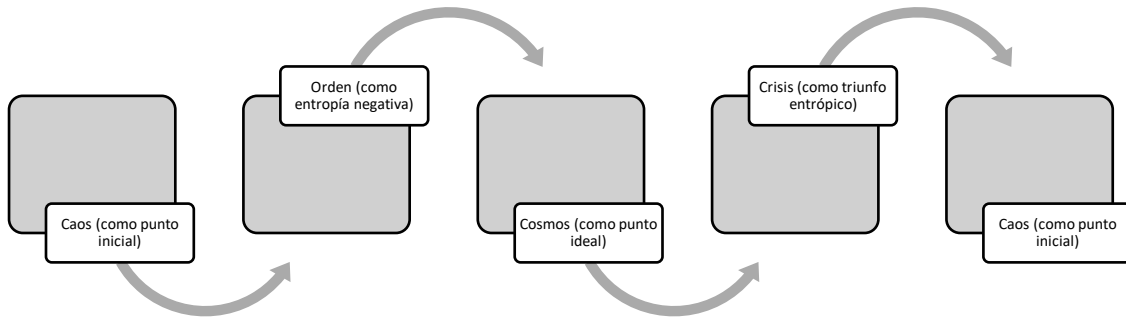 Caos (como punto
inicial)
Orden (como
entropía negativa)
Cosmos (como punto
ideal)
Crisis (como triunfo
entrópico)
Caos (como punto
inicial)